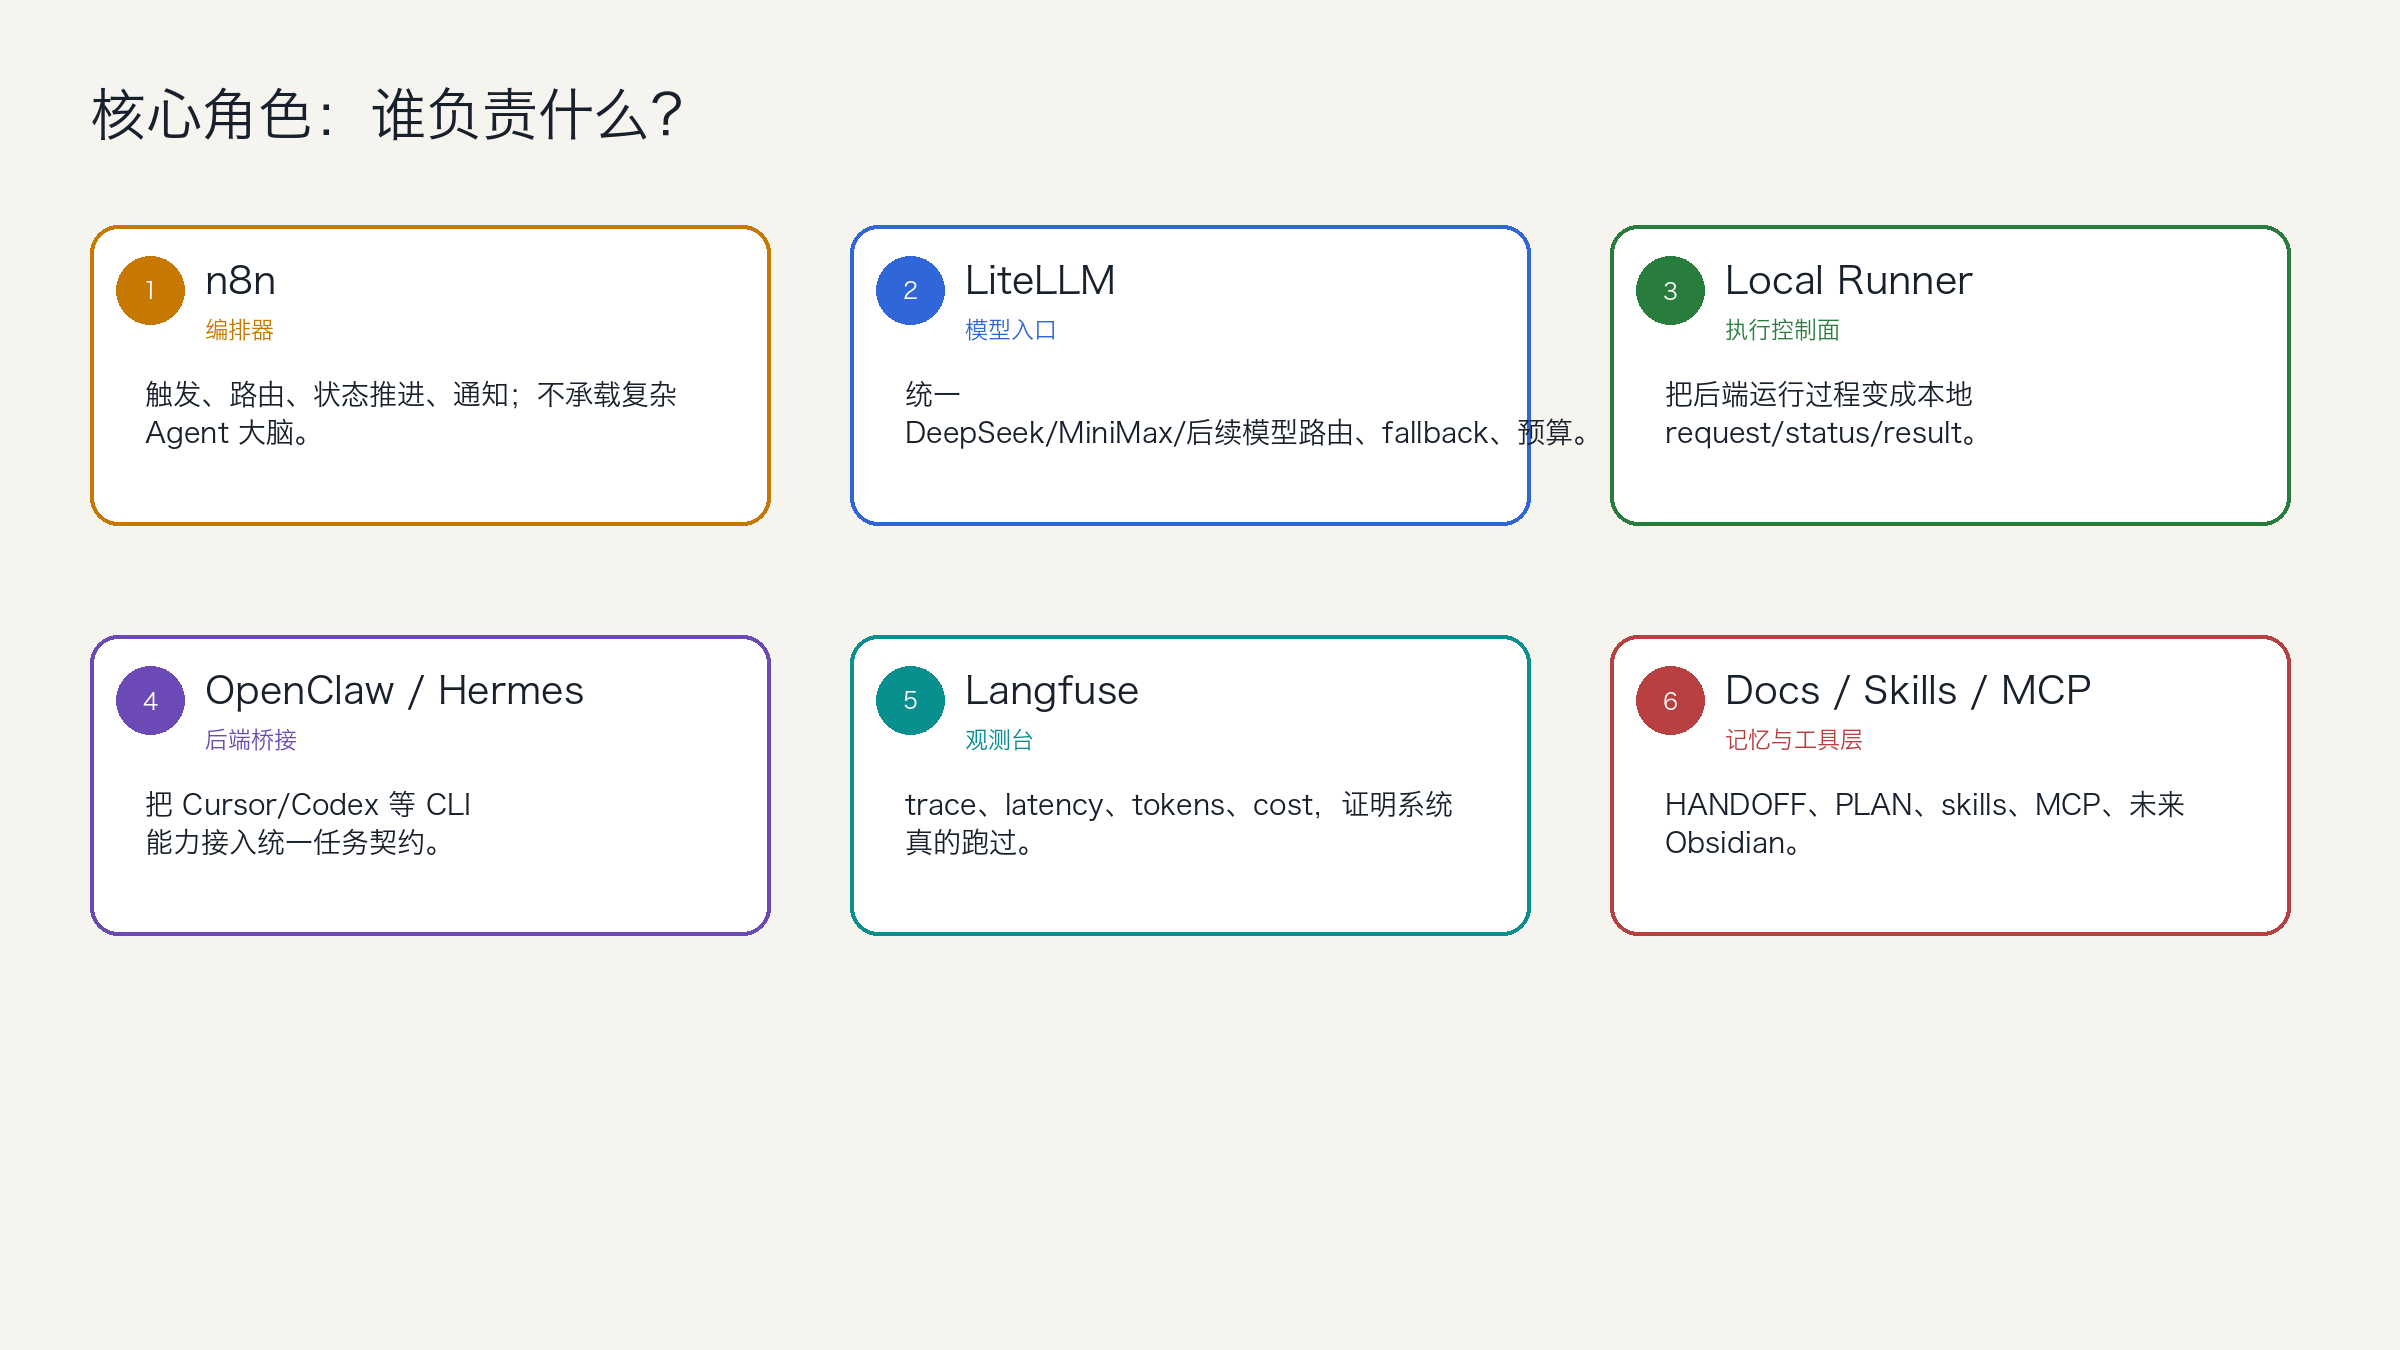 核心角色：谁负责什么？
1
n8n
编排器
触发、路由、状态推进、通知；不承载复杂
Agent 大脑。
2
LiteLLM
模型入口
统一
DeepSeek/MiniMax/后续模型路由、fallback、预算。
3
Local Runner
执行控制面
把后端运行过程变成本地
request/status/result。
4
OpenClaw / Hermes
后端桥接
把 Cursor/Codex 等 CLI
能力接入统一任务契约。
5
Langfuse
观测台
trace、latency、tokens、cost，证明系统
真的跑过。
6
Docs / Skills / MCP
记忆与工具层
HANDOFF、PLAN、skills、MCP、未来
Obsidian。